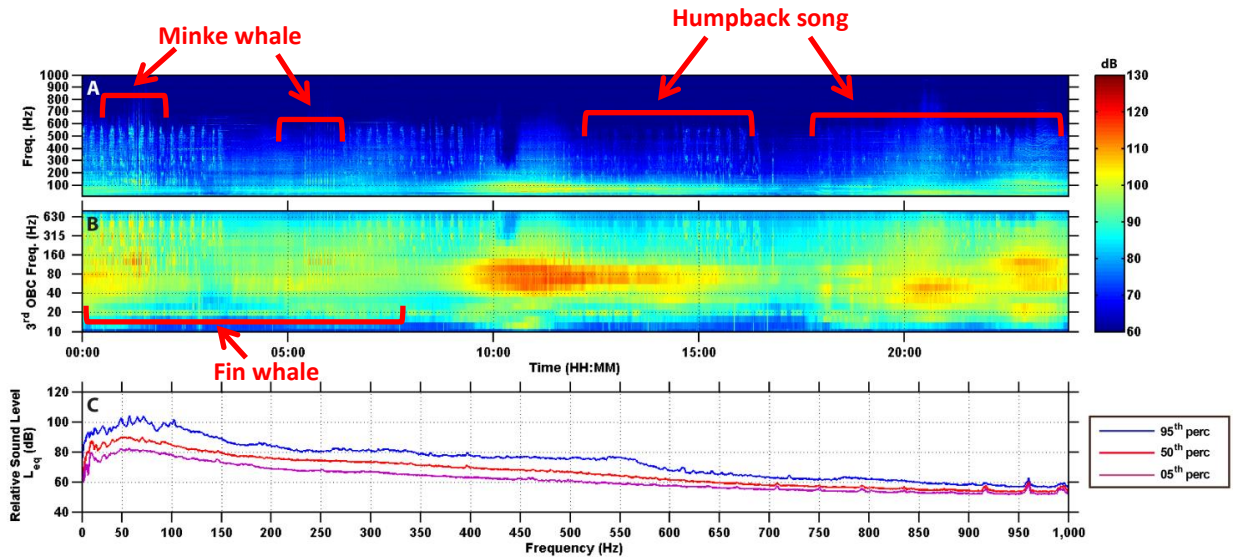 Minke whale
Humpback song
A
Freq. (Hz)
1000
900
800
700
600
500
400
300
200
100
dB
130
120
110
100
90
80
70
60
B
3rd OBC Freq. (Hz)
630
315
160
80
40
20
10
00:00 05:00 10:00 15:00 20:00
Time (HH:MM)
Fin whale
C
Relative Sound Level
Leq (dB)
120
100
80
60
40
0 50 100 150 200 250 300 350 400 450 500 550 600 650 700 750 800 850 900 950 1,000
Frequency (Hz)
95th perc
50th perc
05th perc